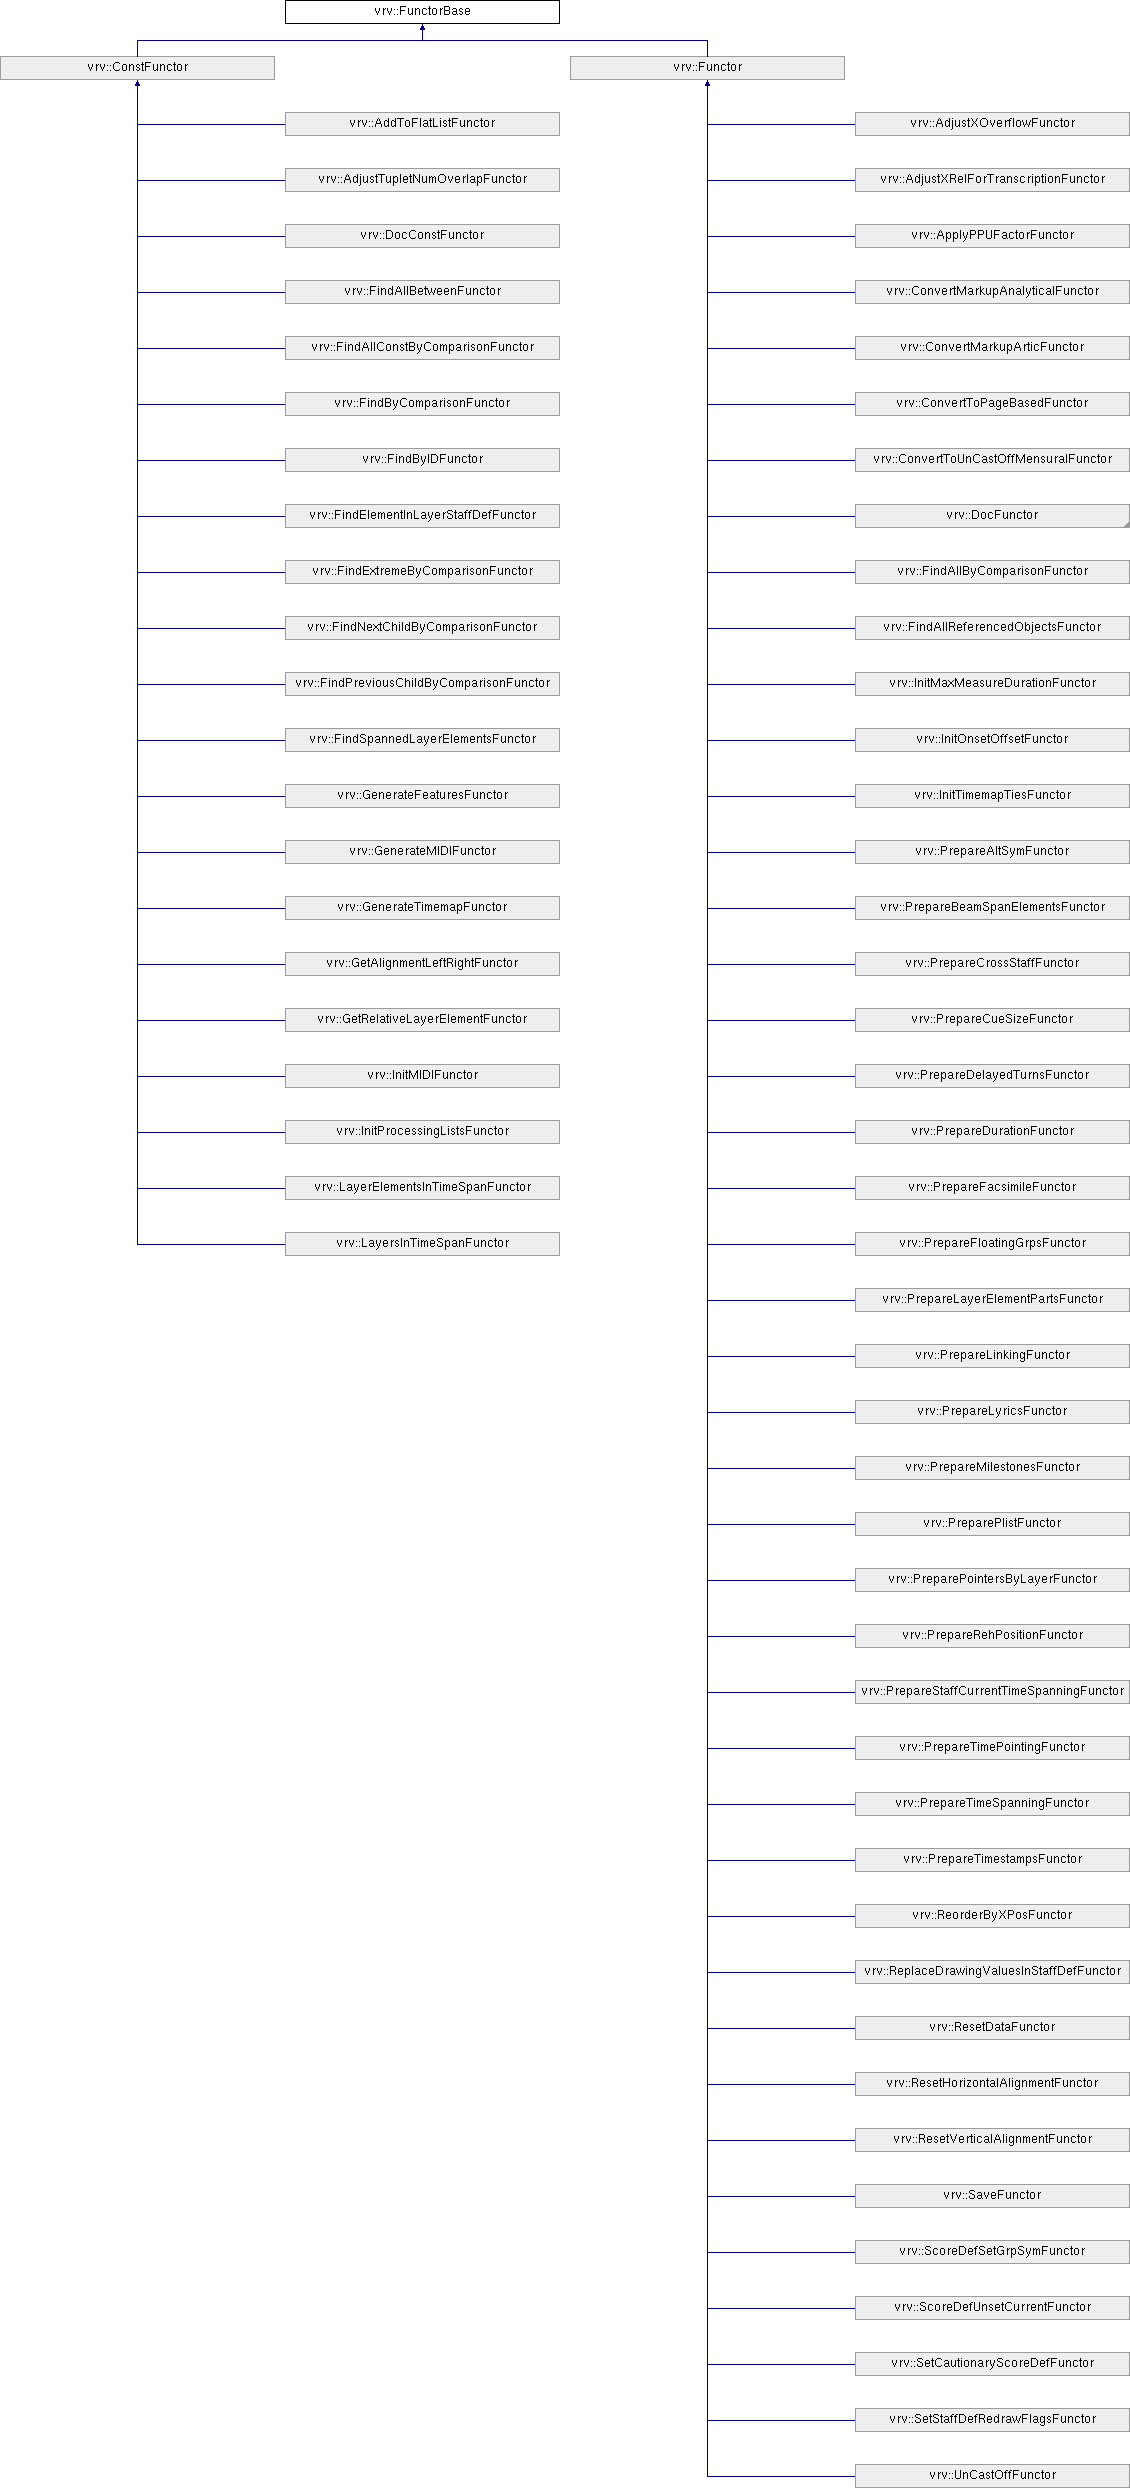 vrv::FunctorBase
vrv::ConstFunctor
vrv::Functor
vrv::AddToFlatListFunctor
vrv::AdjustXOverflowFunctor
vrv::AdjustTupletNumOverlapFunctor
vrv::AdjustXRelForTranscriptionFunctor
vrv::DocConstFunctor
vrv::ApplyPPUFactorFunctor
vrv::FindAllBetweenFunctor
vrv::ConvertMarkupAnalyticalFunctor
vrv::FindAllConstByComparisonFunctor
vrv::ConvertMarkupArticFunctor
vrv::FindByComparisonFunctor
vrv::ConvertToPageBasedFunctor
vrv::FindByIDFunctor
vrv::ConvertToUnCastOffMensuralFunctor
vrv::FindElementInLayerStaffDefFunctor
vrv::DocFunctor
vrv::FindExtremeByComparisonFunctor
vrv::FindAllByComparisonFunctor
vrv::FindNextChildByComparisonFunctor
vrv::FindAllReferencedObjectsFunctor
vrv::FindPreviousChildByComparisonFunctor
vrv::InitMaxMeasureDurationFunctor
vrv::FindSpannedLayerElementsFunctor
vrv::InitOnsetOffsetFunctor
vrv::GenerateFeaturesFunctor
vrv::InitTimemapTiesFunctor
vrv::GenerateMIDIFunctor
vrv::PrepareAltSymFunctor
vrv::GenerateTimemapFunctor
vrv::PrepareBeamSpanElementsFunctor
vrv::GetAlignmentLeftRightFunctor
vrv::PrepareCrossStaffFunctor
vrv::GetRelativeLayerElementFunctor
vrv::PrepareCueSizeFunctor
vrv::InitMIDIFunctor
vrv::PrepareDelayedTurnsFunctor
vrv::InitProcessingListsFunctor
vrv::PrepareDurationFunctor
vrv::LayerElementsInTimeSpanFunctor
vrv::PrepareFacsimileFunctor
vrv::LayersInTimeSpanFunctor
vrv::PrepareFloatingGrpsFunctor
vrv::PrepareLayerElementPartsFunctor
vrv::PrepareLinkingFunctor
vrv::PrepareLyricsFunctor
vrv::PrepareMilestonesFunctor
vrv::PreparePlistFunctor
vrv::PreparePointersByLayerFunctor
vrv::PrepareRehPositionFunctor
vrv::PrepareStaffCurrentTimeSpanningFunctor
vrv::PrepareTimePointingFunctor
vrv::PrepareTimeSpanningFunctor
vrv::PrepareTimestampsFunctor
vrv::ReorderByXPosFunctor
vrv::ReplaceDrawingValuesInStaffDefFunctor
vrv::ResetDataFunctor
vrv::ResetHorizontalAlignmentFunctor
vrv::ResetVerticalAlignmentFunctor
vrv::SaveFunctor
vrv::ScoreDefSetGrpSymFunctor
vrv::ScoreDefUnsetCurrentFunctor
vrv::SetCautionaryScoreDefFunctor
vrv::SetStaffDefRedrawFlagsFunctor
vrv::UnCastOffFunctor